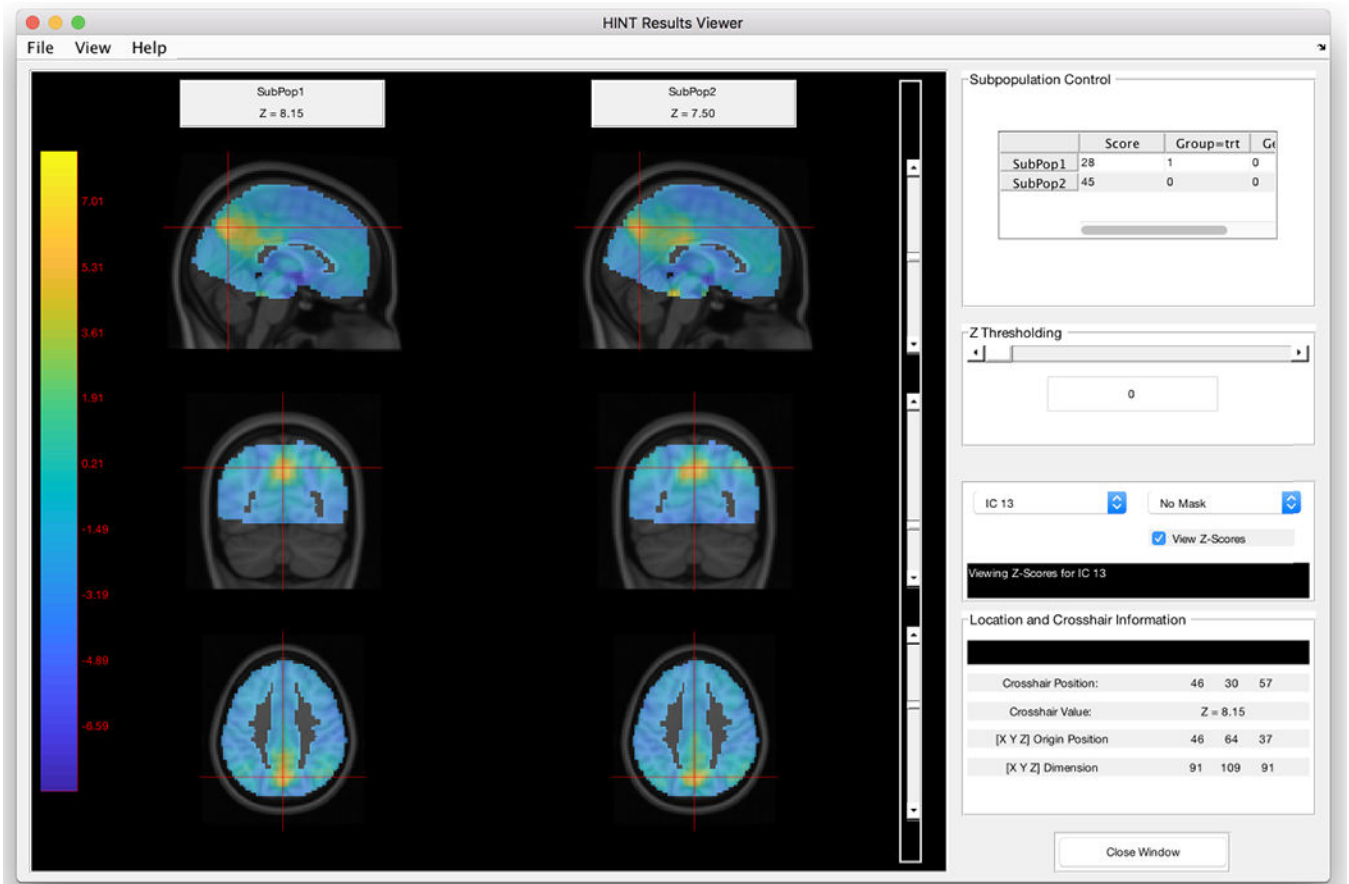 HINT Results Viewer
File View Help
SubPop1
Z = 8.15
SubPop2
Z = 7.50
7.01
5.31
3.61
1.91
0.21
-1.49
-3.19
-4.89
-6.59
Subpopulation Control
Score Group=trt Ge
SubPop1 28 1 0
SubPop2 45 0 0
Z Thresholding
0
IC 13 No Mask
View Z-Scores
Viewing Z-Scores for IC 13
Location and Crosshair Information
Crosshair Position: 46 30 57
Crosshair Value: Z = 8.15
[X Y Z] Origin Position 46 64 37
[X Y Z] Dimension 91 109 91
Close Window